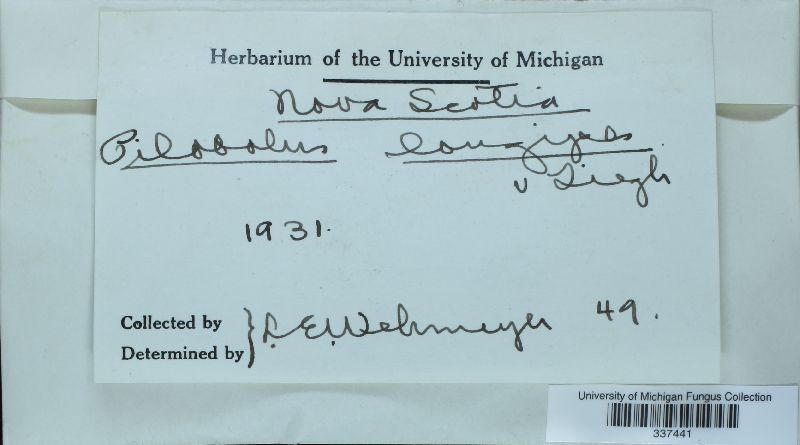 Herbarium of the University of Michigan
Nova Scotia
Pilobolus longipes
v Tiegh
1931.
Collected by
Determined by } L. E. Wehmeyer 49.
University of Michigan Fungus Collection
337441